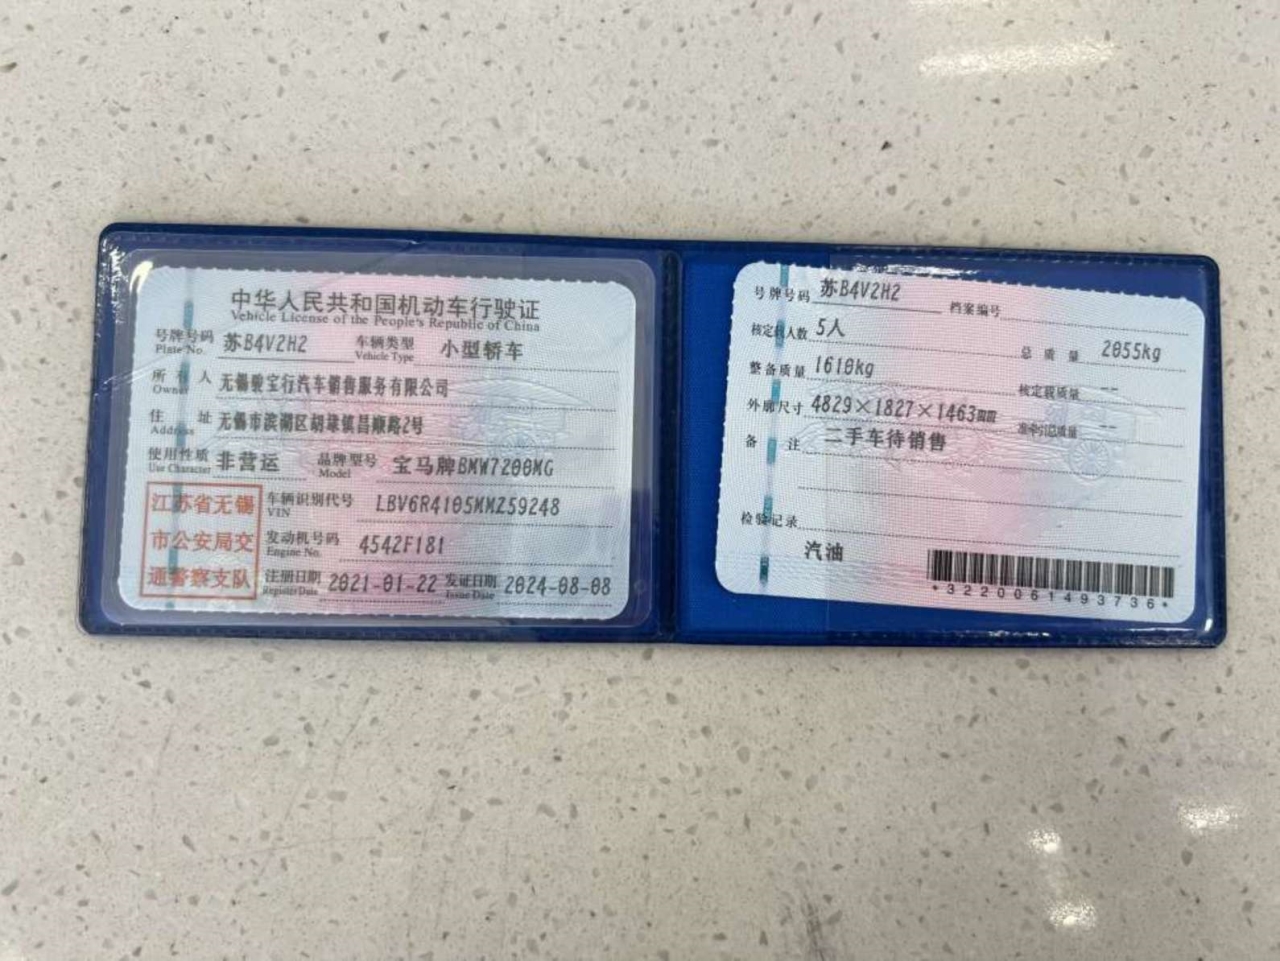 中华人民共和国机动车行驶证
Vehicle License of the People's Republic of China
号牌号码 苏B4V2H2 车辆类型 小型轿车
Plate No. Vehicle Type
所有人 无锡骏宝行汽车销售服务有限公司
Owner
住址 无锡市滨湖区胡埭镇昌顺路2号
Address
使用性质 非营运 品牌型号 宝马牌BMW7200MG
Use Character Model
江苏省无锡
市公安局交
通警察支队
车辆识别代号 LBV6R4105MMZ59248
VIN
发动机号码 4542F181
Engine No.
注册日期 2021-01-22 发证日期 2024-08-08
Register Date Issue Date
号牌号码 苏B4V2H2 档案编号
核定载人数 5人 总质量 2055kg
整备质量 1610kg 核定载质量 --
外廓尺寸 4829×1827×1463mm 准牵引总质量 --
备注 二手车待销售
检验记录
汽油
*3220061493736*